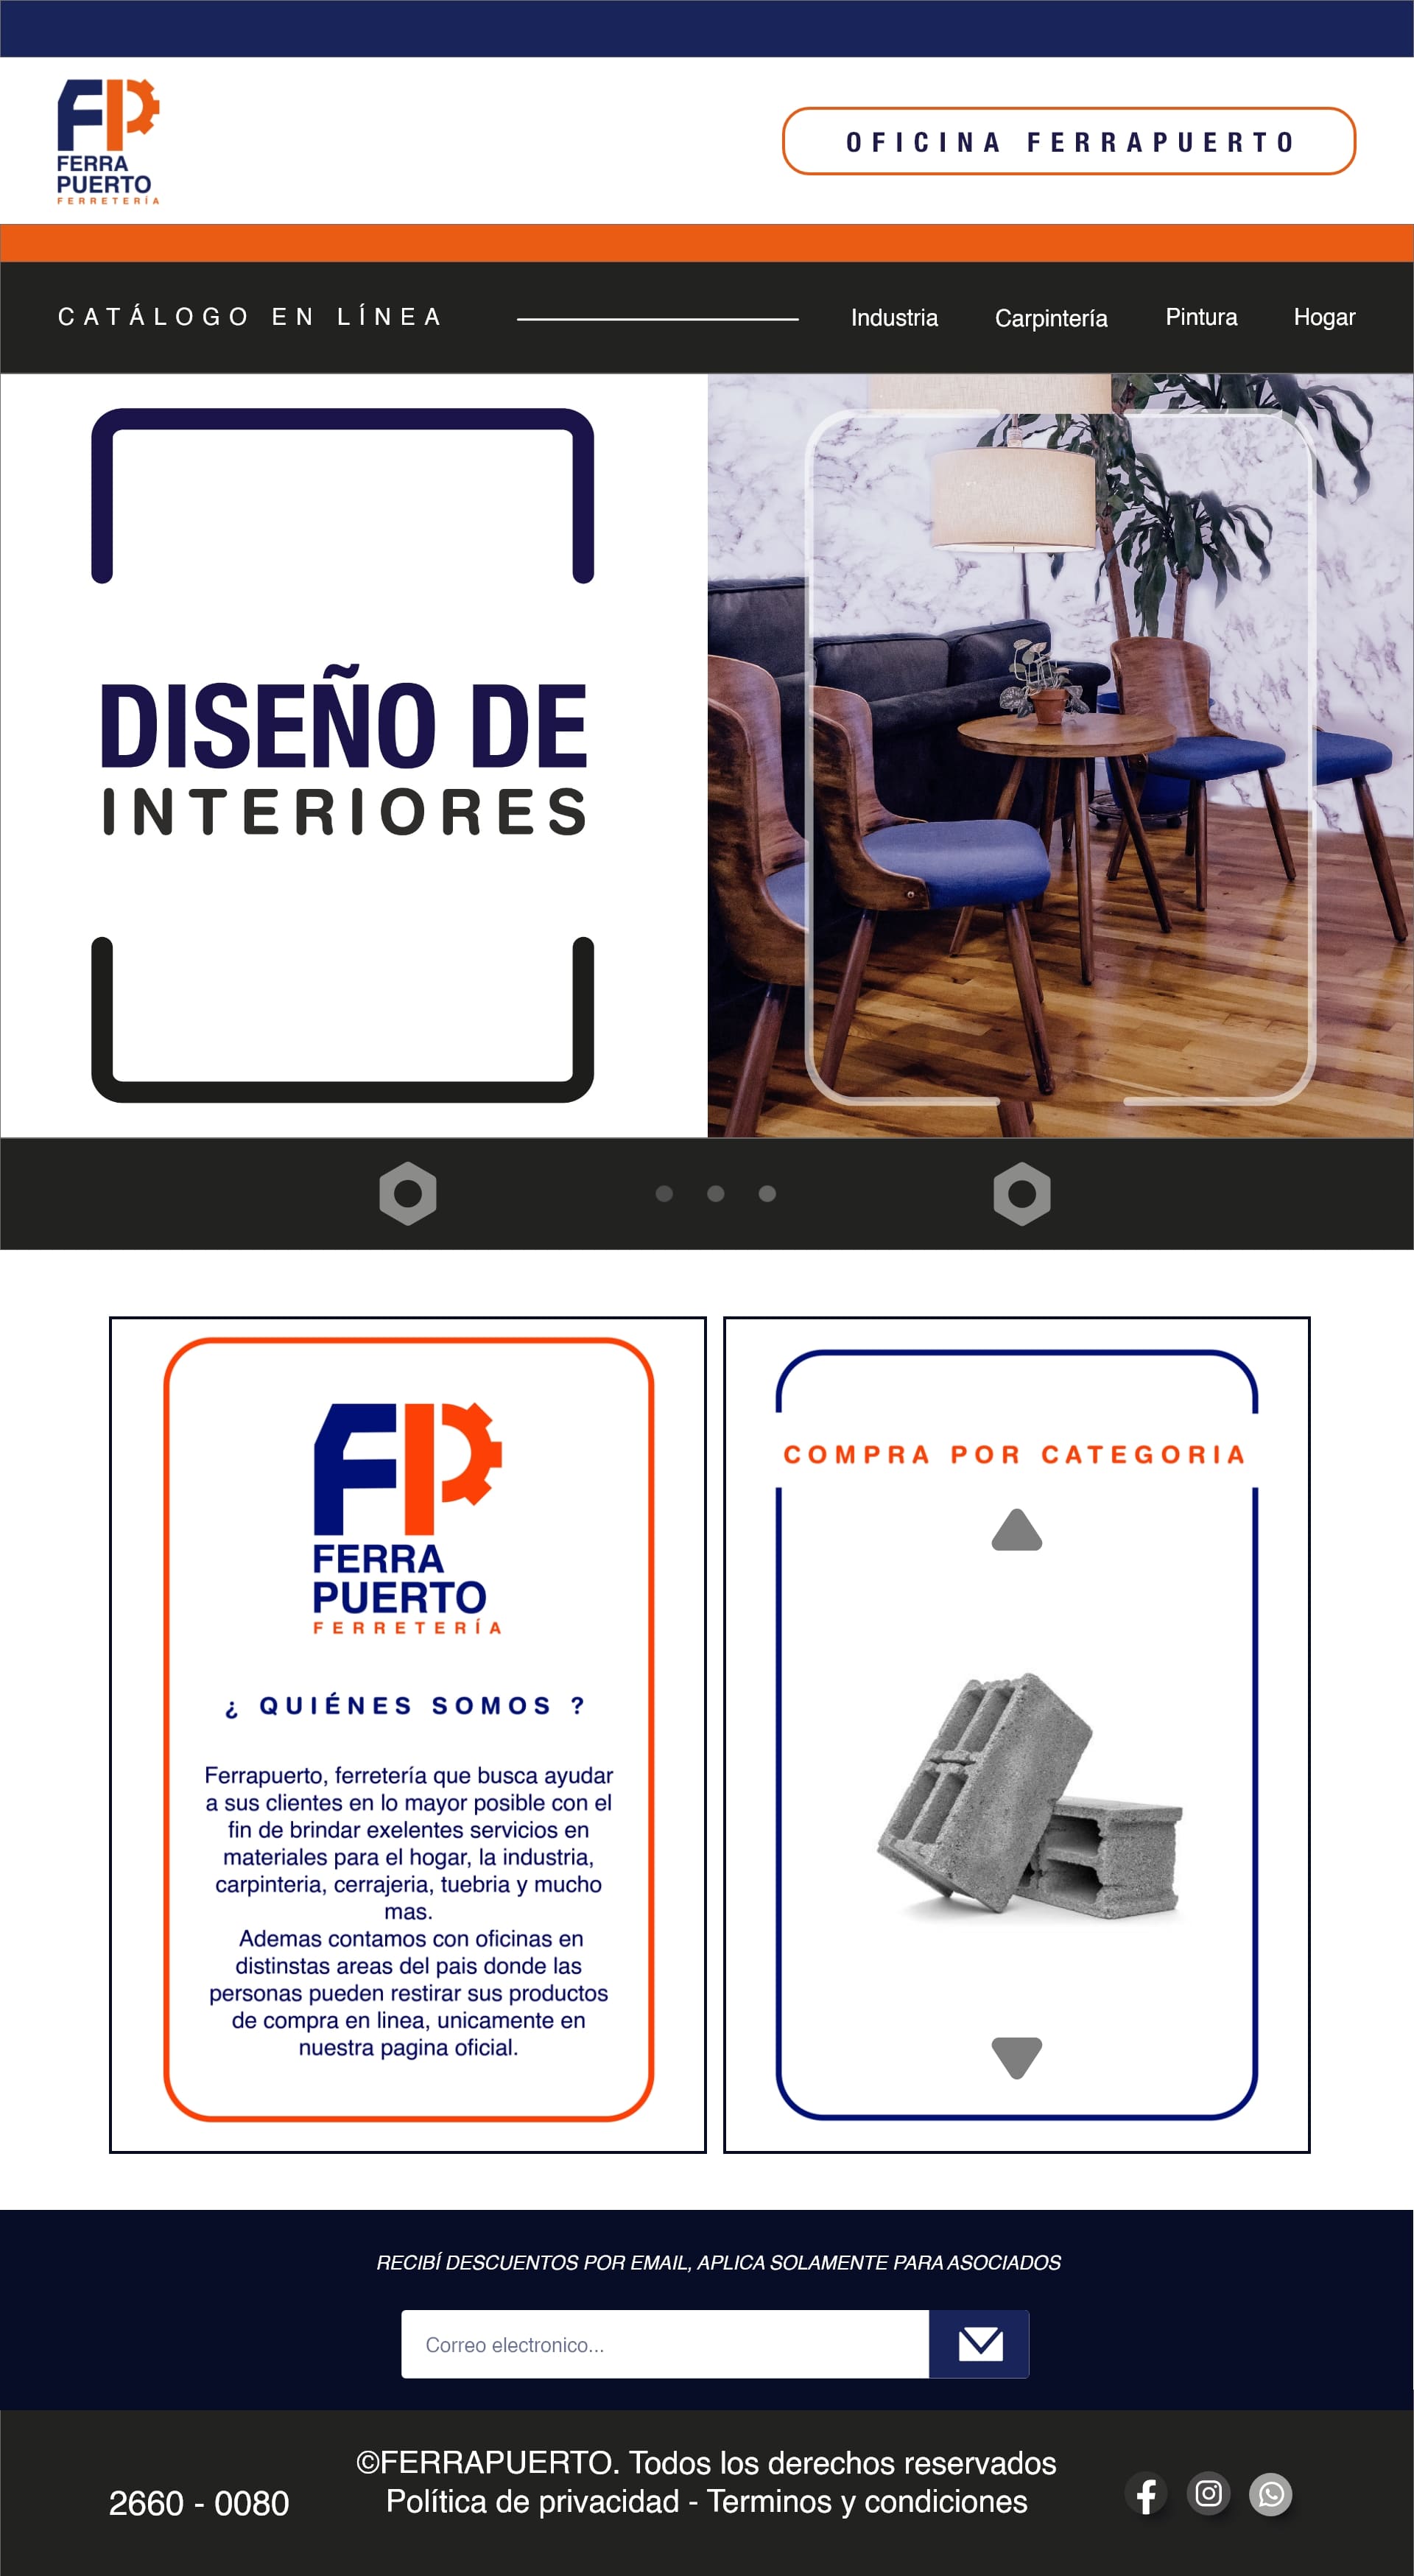 FP
FERRA
PUERTO
FERRETERÍA
OFICINA FERRAPUERTO
CATÁLOGO EN LÍNEA
Industria Carpintería Pintura Hogar
DISEÑO DE
INTERIORES
FP
FERRA
PUERTO
FERRETERÍA
¿ QUIÉNES SOMOS ?
Ferrapuerto, ferretería que busca ayudar
a sus clientes en lo mayor posible con el
fin de brindar exelentes servicios en
materiales para el hogar, la industria,
carpinteria, cerrajeria, tuebria y mucho
mas.
Ademas contamos con oficinas en
distinstas areas del pais donde las
personas pueden restirar sus productos
de compra en linea, unicamente en
nuestra pagina oficial.
COMPRA POR CATEGORIA
RECIBÍ DESCUENTOS POR EMAIL, APLICA SOLAMENTE PARA ASOCIADOS
Correo electronico...
©FERRAPUERTO. Todos los derechos reservados
Política de privacidad - Terminos y condiciones
2660 - 0080